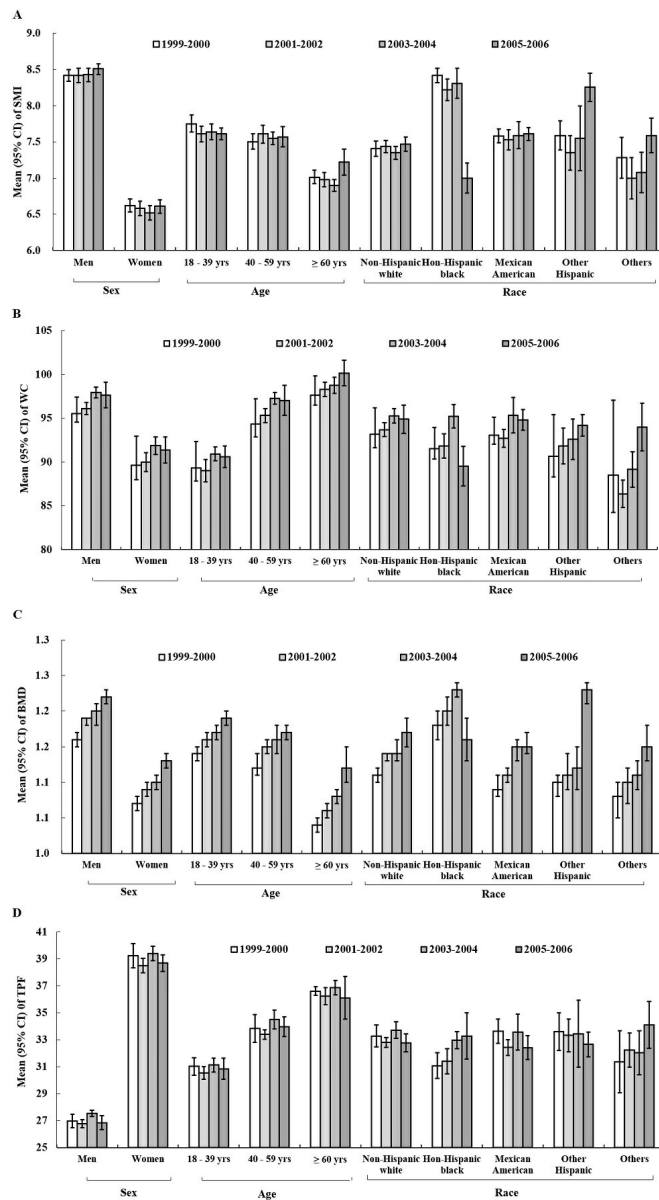 A
Mean (95% CI) of SMI
9.0
8.5
8.0
7.5
7.0
6.5
6.0
1999-2000 2001-2002 2003-2004 2005-2006
Men Women 18 - 39 yrs 40 - 59 yrs ≥ 60 yrs Non-Hispanic white Hon-Hispanic black Mexican American Other Hispanic Others
Sex Age Race
B
Mean (95% CI) of WC
105
100
95
90
85
80
1999-2000 2001-2002 2003-2004 2005-2006
Men Women 18 - 39 yrs 40 - 59 yrs ≥ 60 yrs Non-Hispanic white Hon-Hispanic black Mexican American Other Hispanic Others
Sex Age Race
C
Mean (95% CI) of BMD
1.3
1.3
1.2
1.2
1.1
1.1
1.0
1999-2000 2001-2002 2003-2004 2005-2006
Men Women 18 - 39 yrs 40 - 59 yrs ≥ 60 yrs Non-Hispanic white Hon-Hispanic black Mexican American Other Hispanic Others
Sex Age Race
D
Mean (95% CI) 0f TPF
41
39
37
35
33
31
29
27
25
1999-2000 2001-2002 2003-2004 2005-2006
Men Women 18 - 39 yrs 40 - 59 yrs ≥ 60 yrs Non-Hispanic white Hon-Hispanic black Mexican American Other Hispanic Others
Sex Age Race